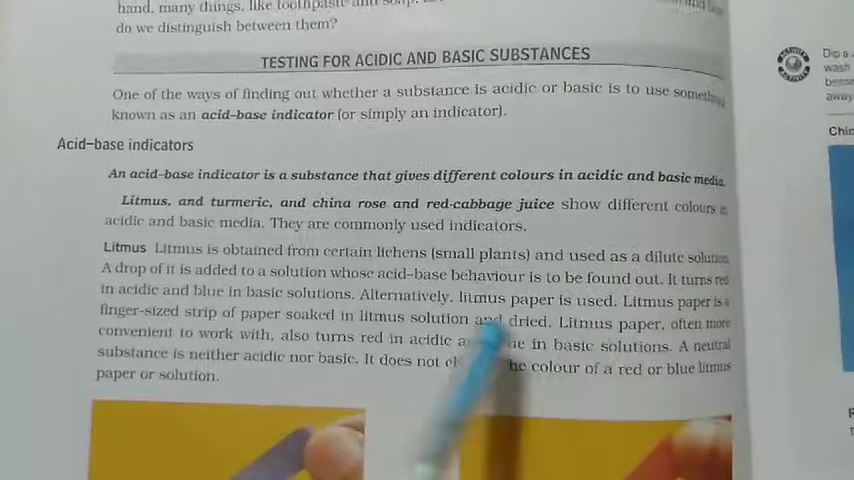 hand, many things, like toothpaste and soap,
do we distinguish between them?
TESTING FOR ACIDIC AND BASIC SUBSTANCES
One of the ways of finding out whether a substance is acidic or basic is to use something
known as an acid–base indicator (or simply an indicator).
Acid–base indicators
An acid–base indicator is a substance that gives different colours in acidic and basic media.
Litmus, and turmeric, and china rose and red-cabbage juice show different colours in
acidic and basic media. They are commonly used indicators.
Litmus Litmus is obtained from certain lichens (small plants) and used as a dilute solution.
A drop of it is added to a solution whose acid–base behaviour is to be found out. It turns red
in acidic and blue in basic solutions. Alternatively, litmus paper is used. Litmus paper is a
finger-sized strip of paper soaked in litmus solution and dried. Litmus paper, often more
convenient to work with, also turns red in acidic in basic solutions. A neutral
substance is neither acidic nor basic. It does not the colour of a red or blue litmus
paper or solution.
ACTIVITY
ACTIVITY
Dip a
wash
away